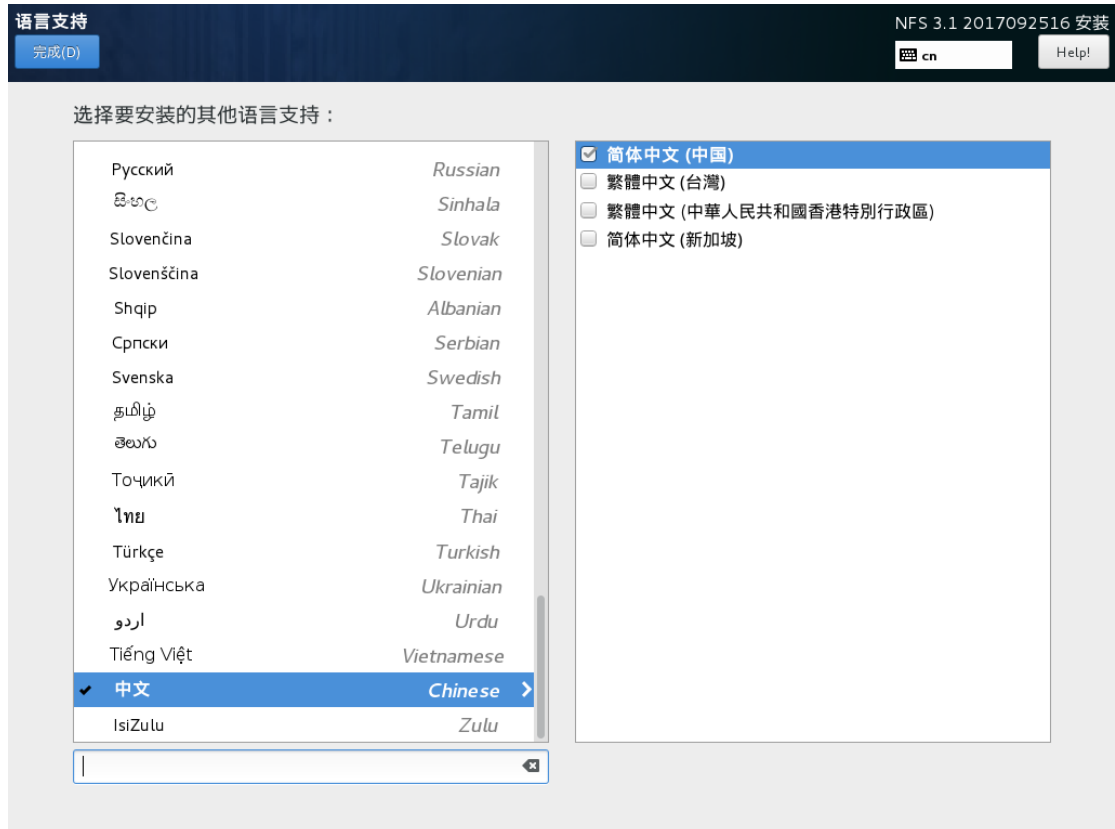 语言支持
完成(D)
NFS 3.1 2017092516 安装
cn
Help!
选择要安装的其他语言支持：
Русский Russian
සිංහල Sinhala
Slovenčina Slovak
Slovenščina Slovenian
Shqip Albanian
Српски Serbian
Svenska Swedish
தமிழ் Tamil
తెలుగు Telugu
Тоҷикӣ Tajik
ไทย Thai
Türkçe Turkish
Українська Ukrainian
اردو Urdu
Tiếng Việt Vietnamese
中文 Chinese
IsiZulu Zulu
简体中文 (中国)
繁體中文 (台灣)
繁體中文 (中華人民共和國香港特別行政區)
简体中文 (新加坡)